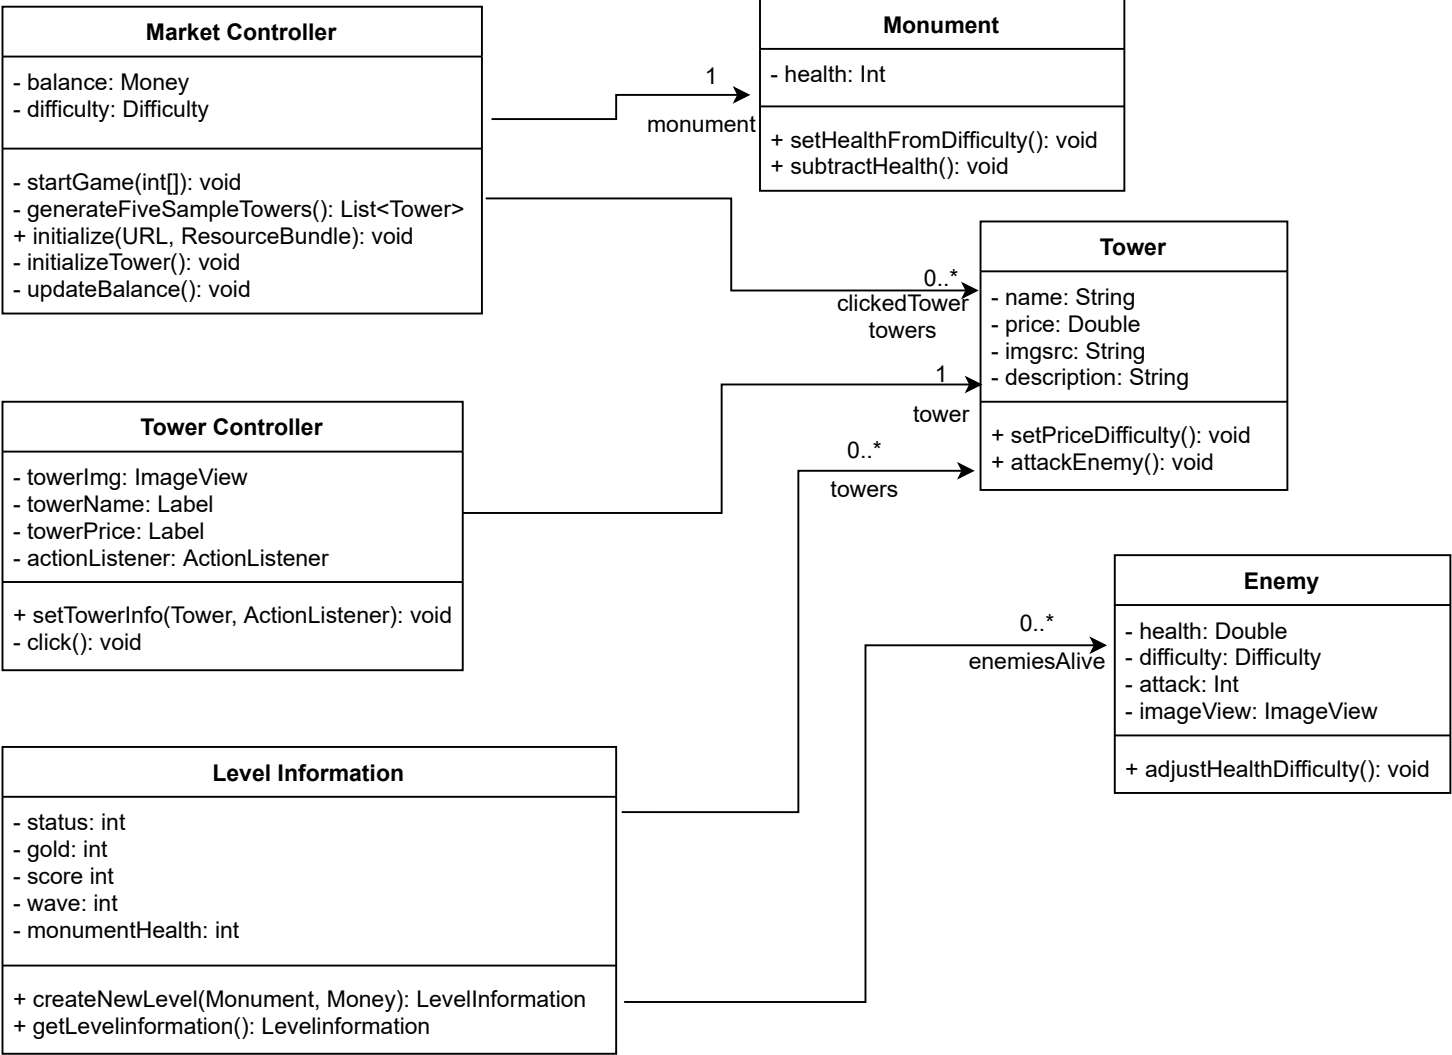 Market Controller
- balance: Money
- difficulty: Difficulty
- startGame(int[]): void
- generateFiveSampleTowers(): List<Tower>
+ initialize(URL, ResourceBundle): void
- initializeTower(): void
- updateBalance(): void
1
monument
Monument
- health: Int
+ setHealthFromDifficulty(): void
+ subtractHealth(): void
0..*
clickedTower
towers
Tower
- name: String
- price: Double
- imgsrc: String
- description: String
+ setPriceDifficulty(): void
+ attackEnemy(): void
1
tower
Tower Controller
- towerImg: ImageView
- towerName: Label
- towerPrice: Label
- actionListener: ActionListener
+ setTowerInfo(Tower, ActionListener): void
- click(): void
0..*
towers
0..*
enemiesAlive
Enemy
- health: Double
- difficulty: Difficulty
- attack: Int
- imageView: ImageView
+ adjustHealthDifficulty(): void
Level Information
- status: int
- gold: int
- score int
- wave: int
- monumentHealth: int
+ createNewLevel(Monument, Money): LevelInformation
+ getLevelinformation(): Levelinformation